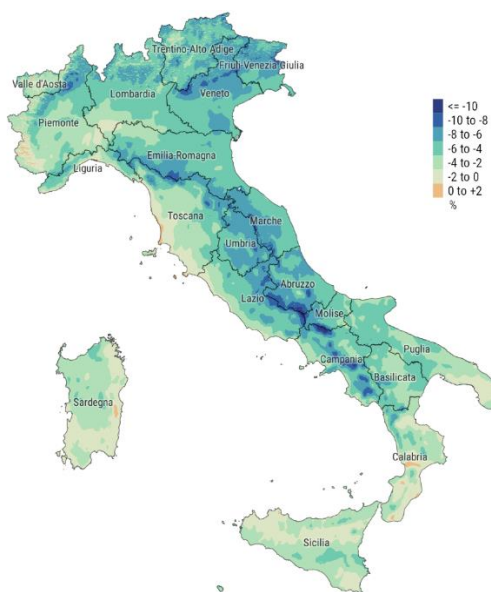 Trentino-Alto Adige
Friuli-Venezia Giulia
Valle d'Aosta
Lombardia
Veneto
Piemonte
Emilia-Romagna
Liguria
Toscana
Marche
Umbria
Abruzzo
Lazio
Molise
Campania
Puglia
Basilicata
Sardegna
Calabria
Sicilia
<= -10
-10 to -8
-8 to -6
-6 to -4
-4 to -2
-2 to 0
0 to +2
%